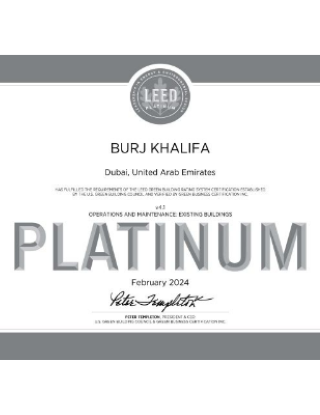 LEED
PLATINUM
BURJ KHALIFA
Dubai, United Arab Emirates
HAS FULFILLED THE REQUIREMENTS OF THE LEED GREEN BUILDING RATING SYSTEM CERTIFICATION ESTABLISHED
BY THE U.S. GREEN BUILDING COUNCIL AND VERIFIED BY GREEN BUSINESS CERTIFICATION INC.
v4.1
OPERATIONS AND MAINTENANCE: EXISTING BUILDINGS
PLATINUM
February 2024
Peter Templeton
PETER TEMPLETON, PRESIDENT & CEO
U.S. GREEN BUILDING COUNCIL & GREEN BUSINESS CERTIFICATION INC.